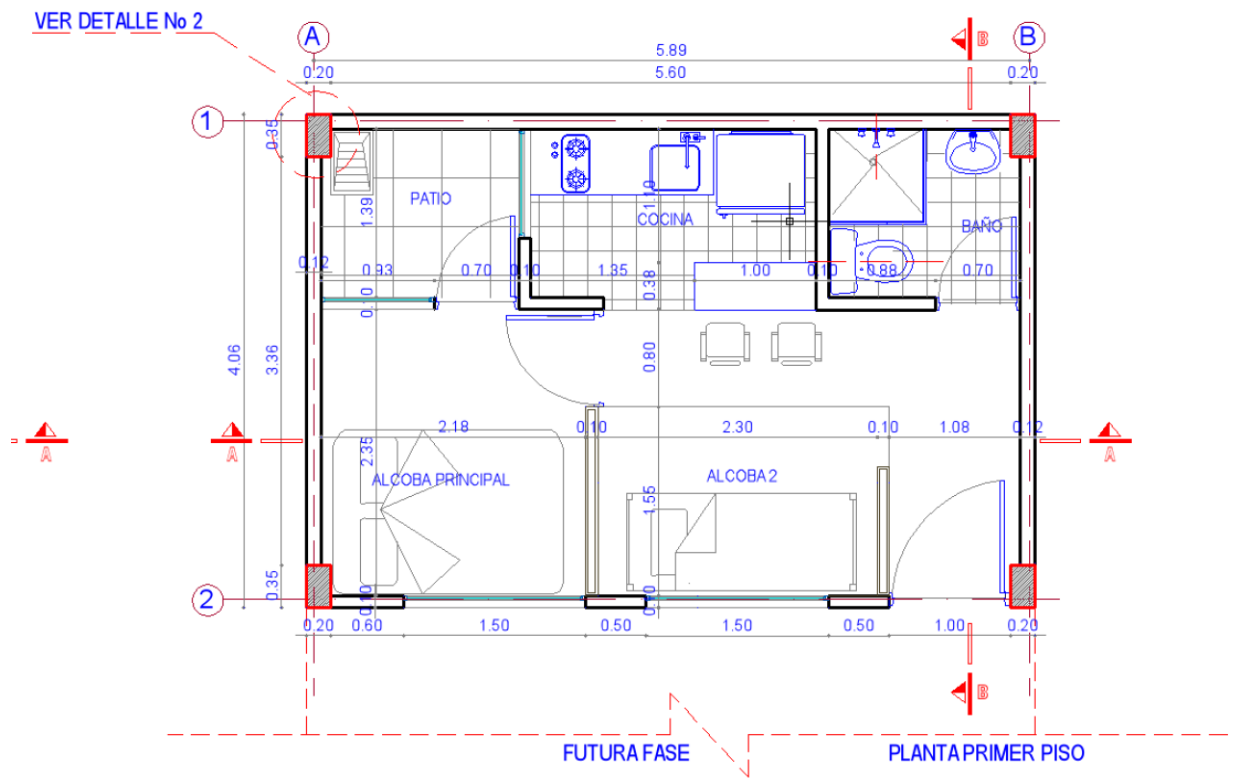 VER DETALLE No 2
A
B
B
5.89
0.20
5.60
0.20
1
0.35
PATIO
1.39
COCINA
1.10
BAÑO
0.12
0.93
0.70
0.10
1.35
1.00
0.10
0.88
0.70
0.10
0.38
4.06
3.36
0.80
A
A
A
2.18
0.10
2.30
0.10
1.08
0.12
2.35
ALCOBA PRINCIPAL
ALCOBA 2
1.55
0.35
0.10
0.10
2
0.20
0.60
1.50
0.50
1.50
0.50
1.00
0.20
B
FUTURA FASE
PLANTA PRIMER PISO